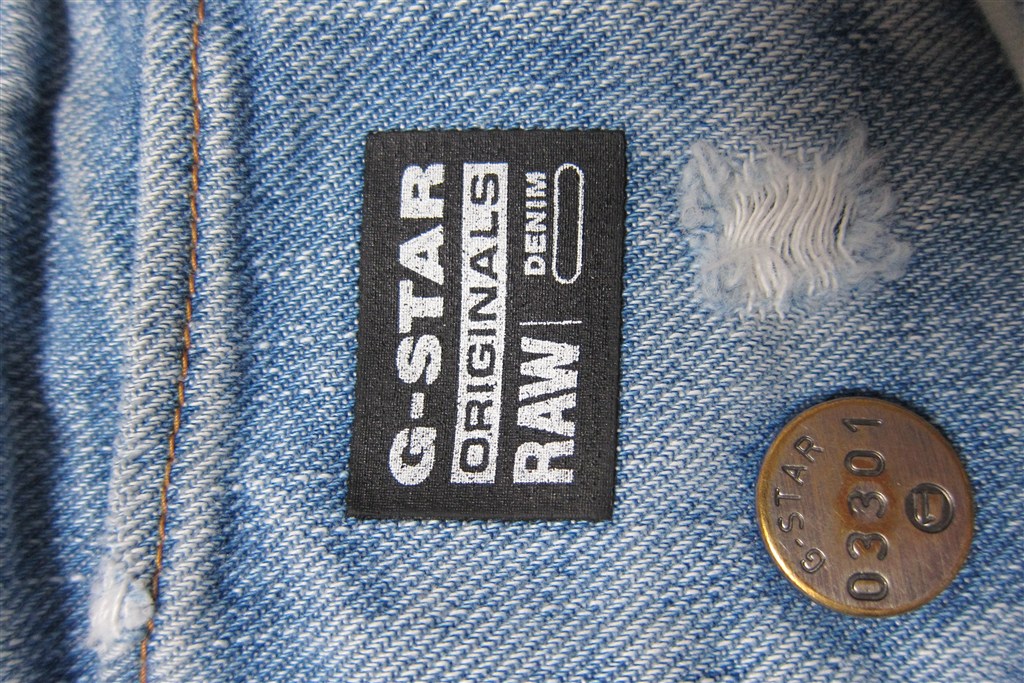 G-STAR
ORIGINALS
RAW DENIM
G-STAR
03301